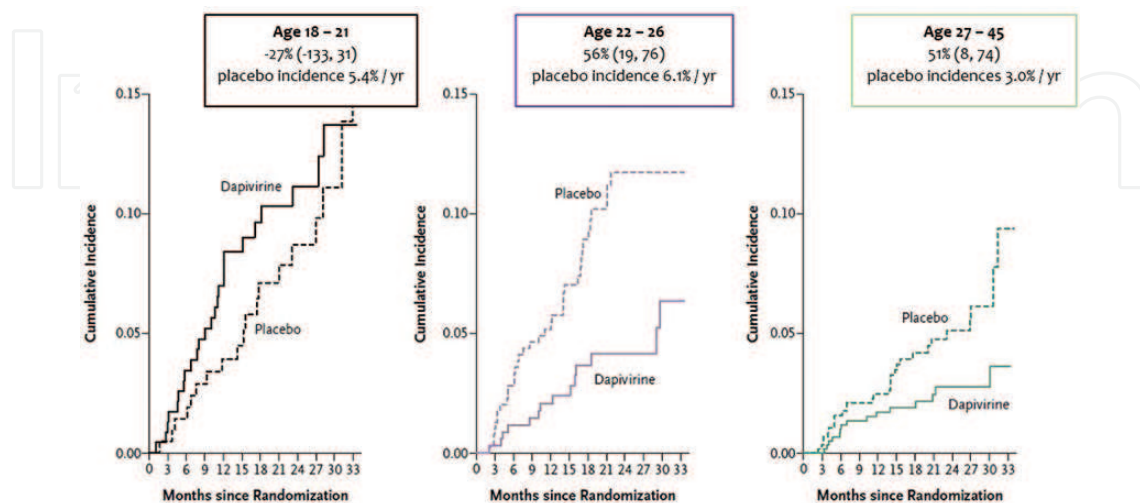 Age 18 – 21
-27% (-133, 31)
placebo incidence 5.4% / yr
Age 22 – 26
56% (19, 76)
placebo incidence 6.1% / yr
Age 27 – 45
51% (8, 74)
placebo incidences 3.0% / yr
0.15
0.10
0.05
0.00
Cumulative Incidence
Dapivirine
Placebo
0 3 6 9 12 15 18 21 24 27 30 33
Months since Randomization
0.15
0.10
0.05
0.00
Cumulative Incidence
Placebo
Dapivirine
0 3 6 9 12 15 18 21 24 27 30 33
Months since Randomization
0.15
0.10
0.05
0.00
Cumulative Incidence
Placebo
Dapivirine
0 3 6 9 12 15 18 21 24 27 30 33
Months since Randomization